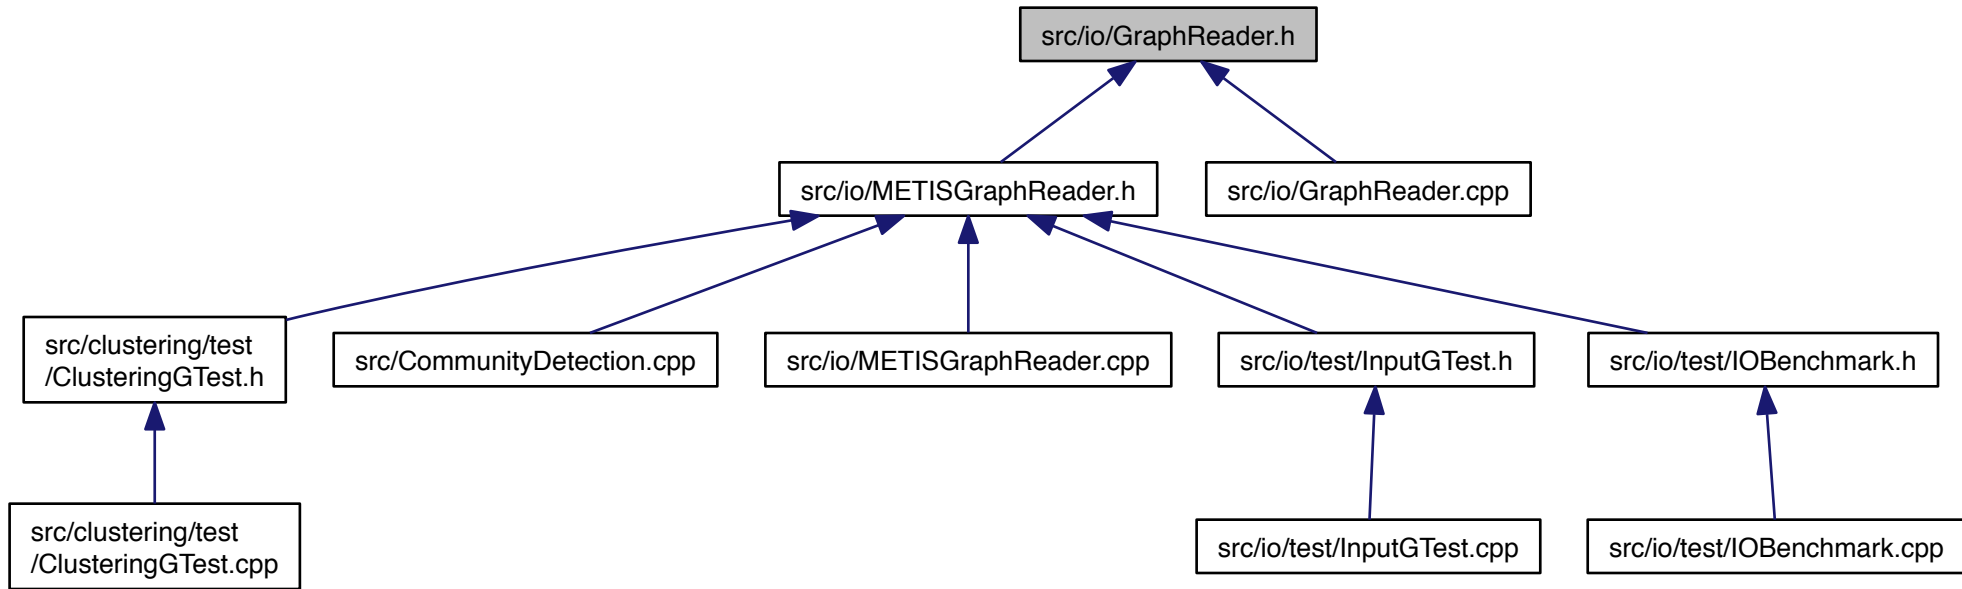 src/io/GraphReader.h
src/io/METISGraphReader.h
src/io/GraphReader.cpp
src/clustering/test
/ClusteringGTest.h
src/CommunityDetection.cpp
src/io/METISGraphReader.cpp
src/io/test/InputGTest.h
src/io/test/IOBenchmark.h
src/clustering/test
/ClusteringGTest.cpp
src/io/test/InputGTest.cpp
src/io/test/IOBenchmark.cpp